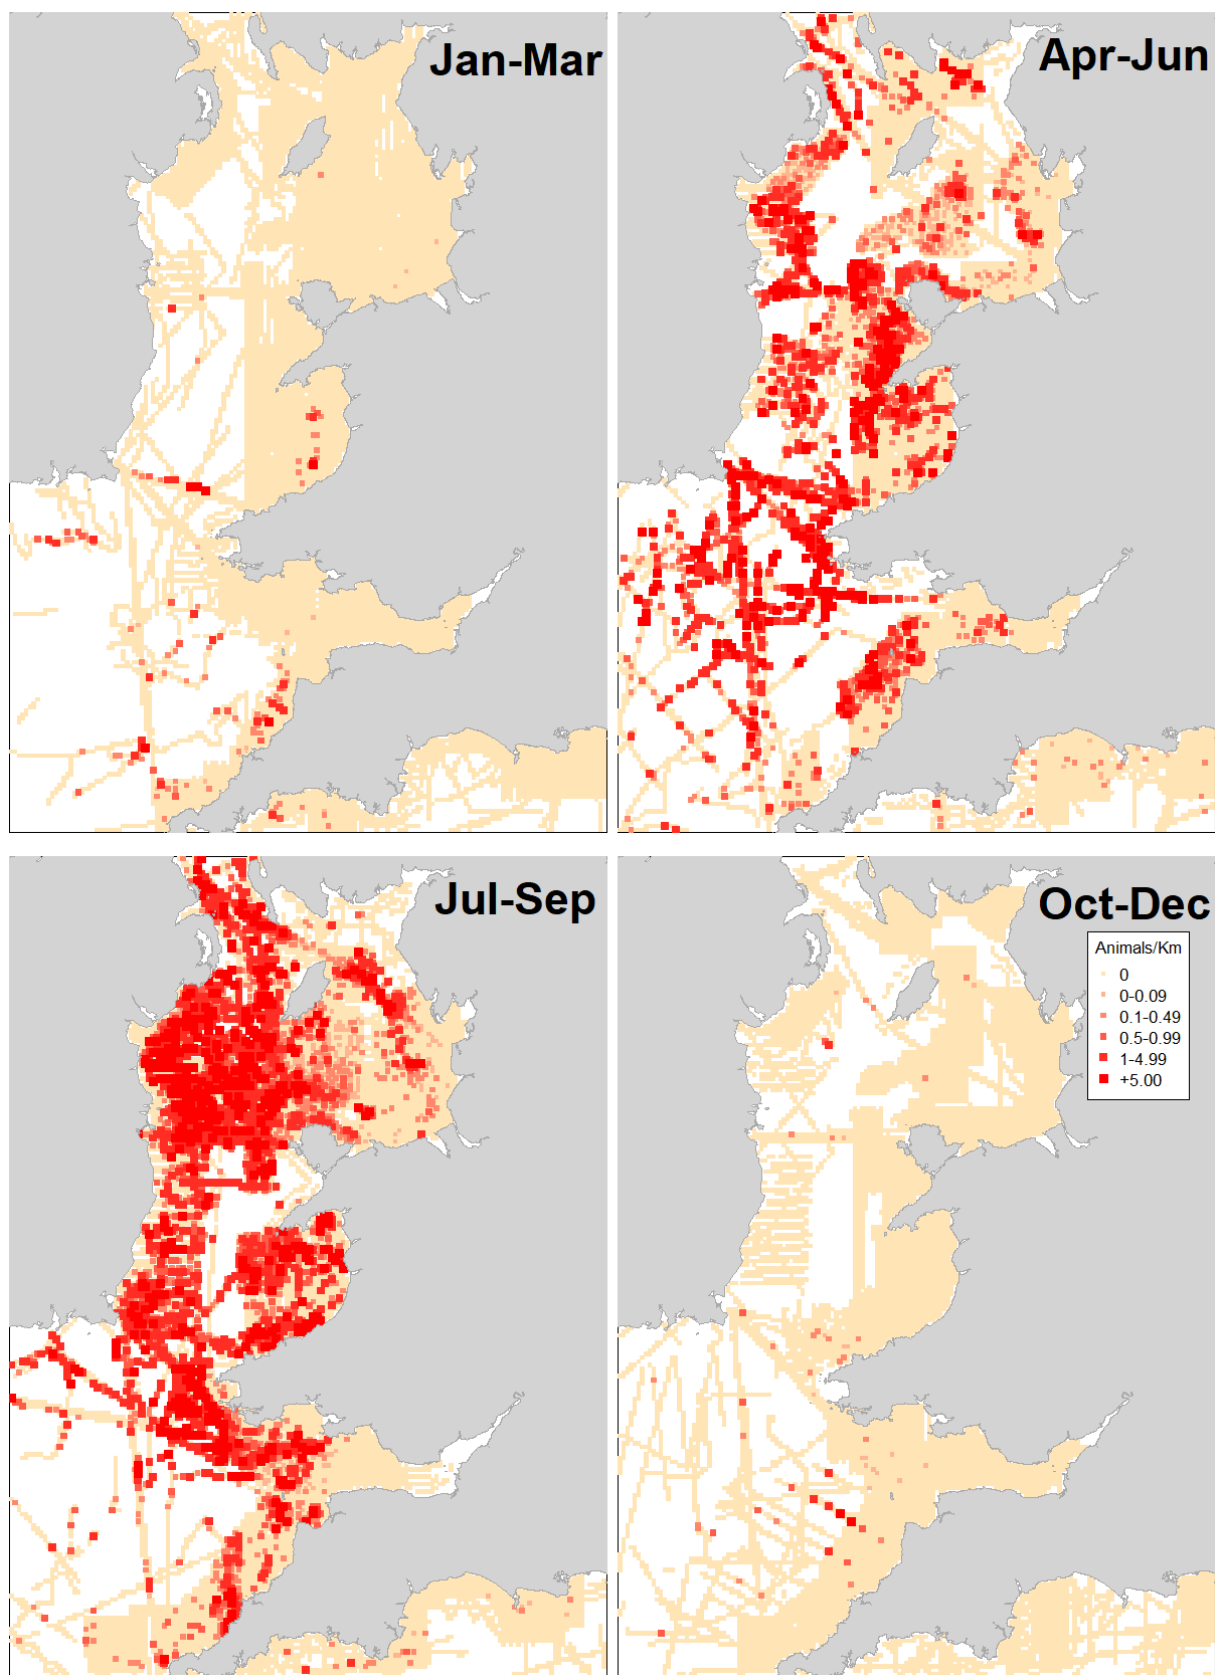 Jan-Mar
Apr-Jun
Jul-Sep
Oct-Dec
Animals/Km
0
0-0.09
0.1-0.49
0.5-0.99
1-4.99
+5.00